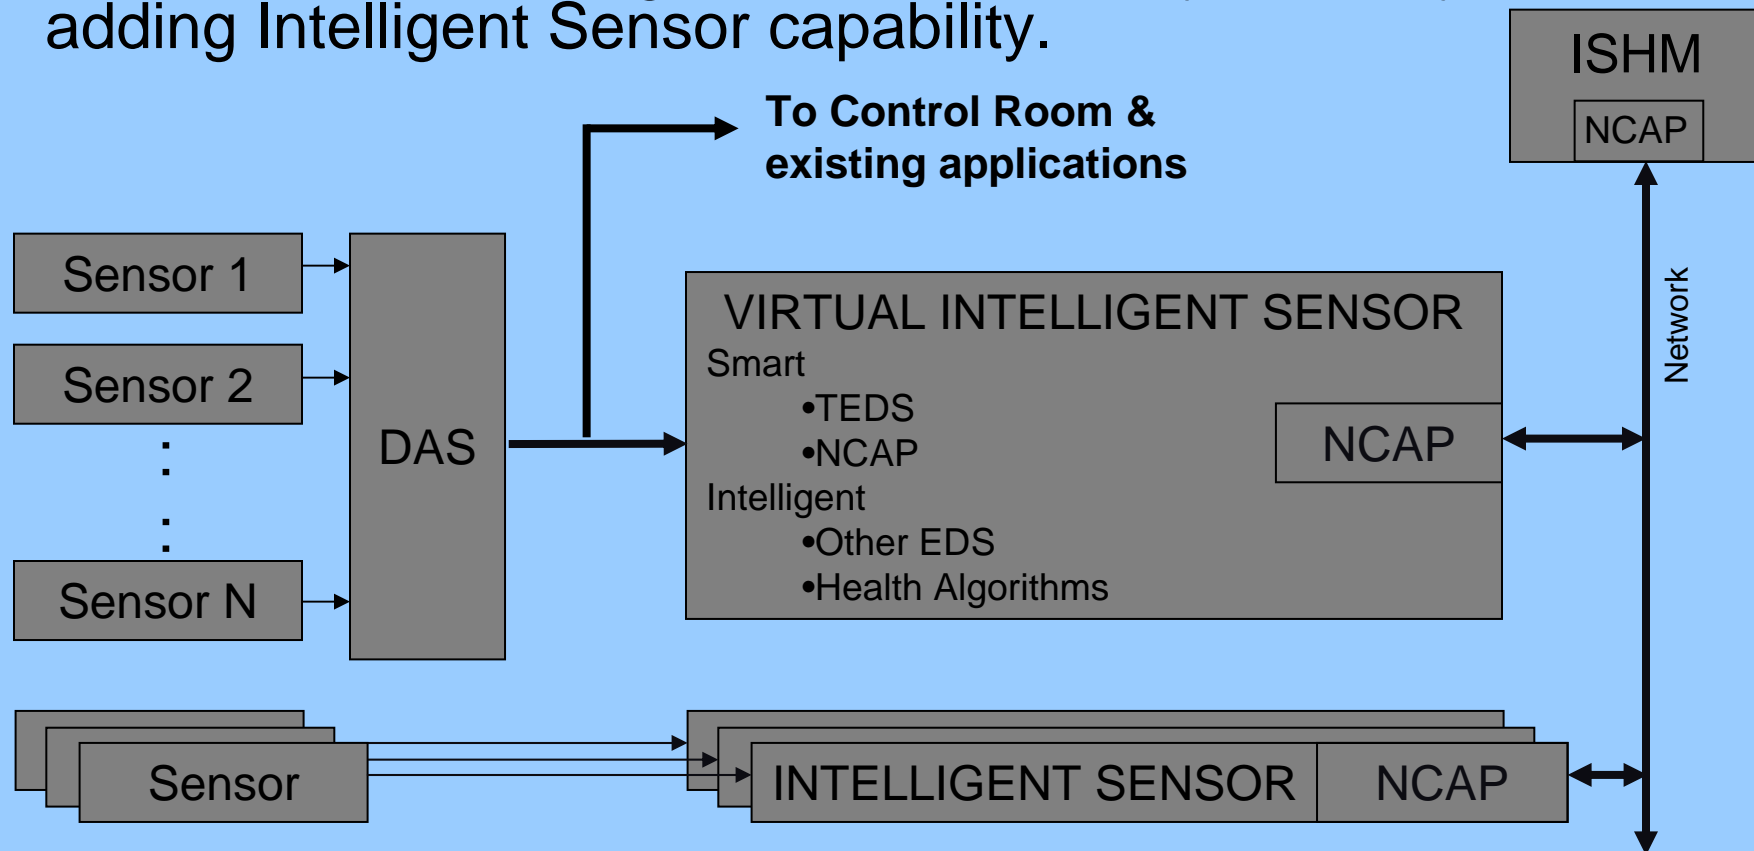 adding Intelligent Sensor capability.
ISHM
NCAP
To Control Room &
existing applications
Sensor 1
Sensor 2
:
:
Sensor N
DAS
VIRTUAL INTELLIGENT SENSOR
Smart
•TEDS
•NCAP
Intelligent
•Other EDS
•Health Algorithms
NCAP
Network
Sensor
INTELLIGENT SENSOR
NCAP